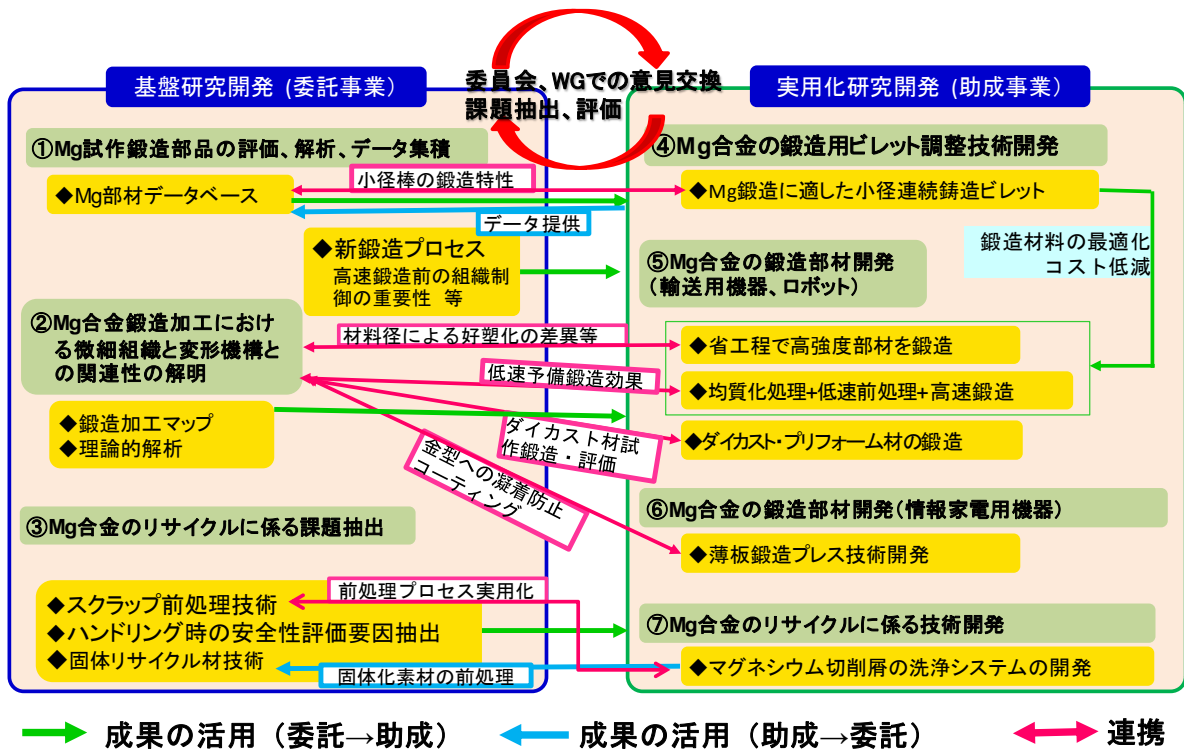 委員会、WGでの意見交換
課題抽出、評価
基盤研究開発 (委託事業)
①Mg試作鍛造部品の評価、解析、データ集積
小径棒の鍛造特性
◆Mg部材データベース
データ提供
◆新鍛造プロセス
高速鍛造前の組織制
御の重要性 等
②Mg合金鍛造加工におけ
る微細組織と変形機構と
の関連性の解明
材料径による好塑化の差異等
低速予備鍛造効果
◆鍛造加工マップ
◆理論的解析
ダイカスト材試
作鍛造・評価
金型への凝着防止
コーティング
③Mg合金のリサイクルに係る課題抽出
前処理プロセス実用化
◆スクラップ前処理技術
◆ハンドリング時の安全性評価要因抽出
◆固体リサイクル材技術
固体化素材の前処理
実用化研究開発 (助成事業)
④Mg合金の鍛造用ビレット調整技術開発
◆Mg鍛造に適した小径連続鋳造ビレット
鍛造材料の最適化
コスト低減
⑤Mg合金の鍛造部材開発
(輸送用機器、ロボット)
◆省工程で高強度部材を鍛造
◆均質化処理+低速前処理+高速鍛造
◆ダイカスト・プリフォーム材の鍛造
⑥Mg合金の鍛造部材開発(情報家電用機器)
◆薄板鍛造プレス技術開発
⑦Mg合金のリサイクルに係る技術開発
◆マグネシウム切削屑の洗浄システムの開発
成果の活用（委託→助成）
成果の活用（助成→委託）
連携